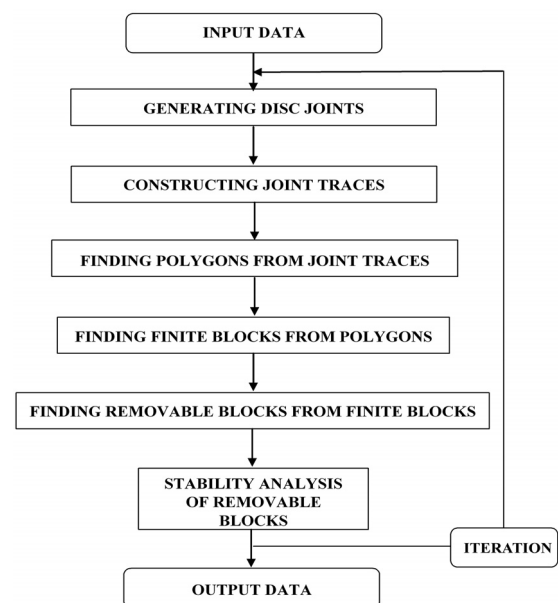 INPUT DATA
GENERATING DISC JOINTS
CONSTRUCTING JOINT TRACES
FINDING POLYGONS FROM JOINT TRACES
FINDING FINITE BLOCKS FROM POLYGONS
FINDING REMOVABLE BLOCKS FROM FINITE BLOCKS
STABILITY ANALYSIS
OF REMOVABLE
BLOCKS
ITERATION
OUTPUT DATA